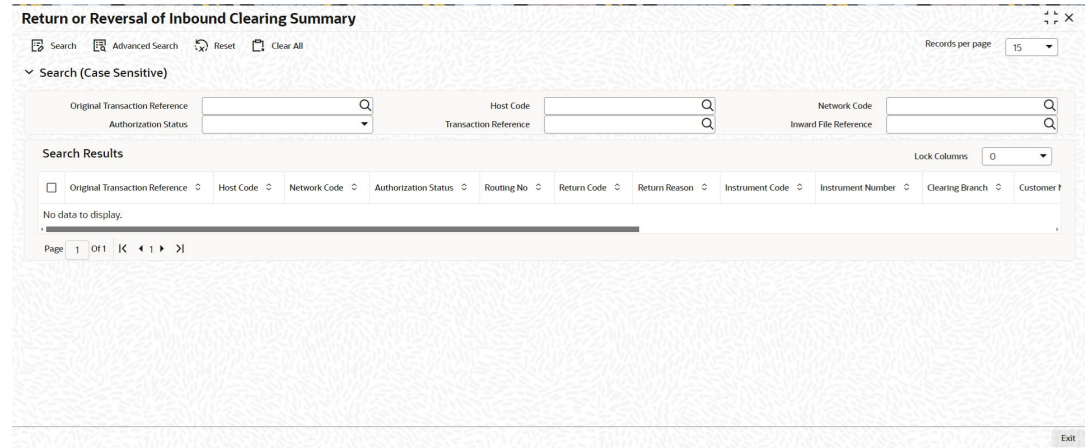 Return or Reversal of Inbound Clearing Summary
Search Advanced Search Reset Clear All Records per page 15
Search (Case Sensitive)
Original Transaction Reference Host Code Network Code
Authorization Status Transaction Reference Inward File Reference
Search Results Lock Columns 0
Original Transaction Reference Host Code Network Code Authorization Status Routing No Return Code Return Reason Instrument Code Instrument Number Clearing Branch Customer N
No data to display.
Page 1 Of 1 1
Exit